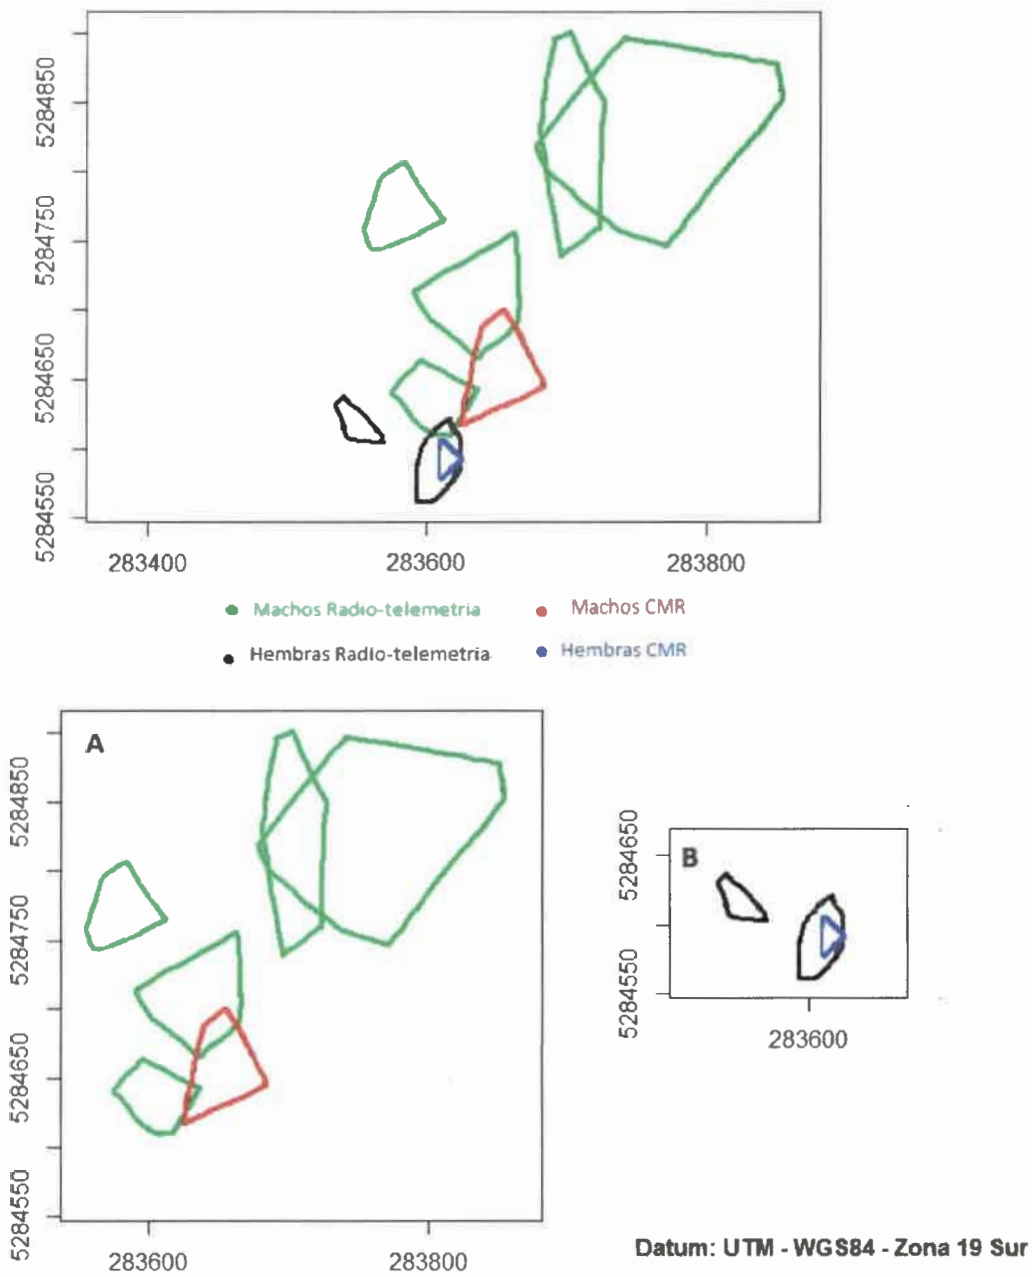 5284850
5284750
5284650
5284550
283400 283600 283800
Machos Radio-telemetria
Machos CMR
Hembras Radio-telemetria
Hembras CMR
A
5284850
5284750
5284650
5284550
283600 283800
B
5284650
5284550
283600
Datum: UTM - WGS84 - Zona 19 Sur